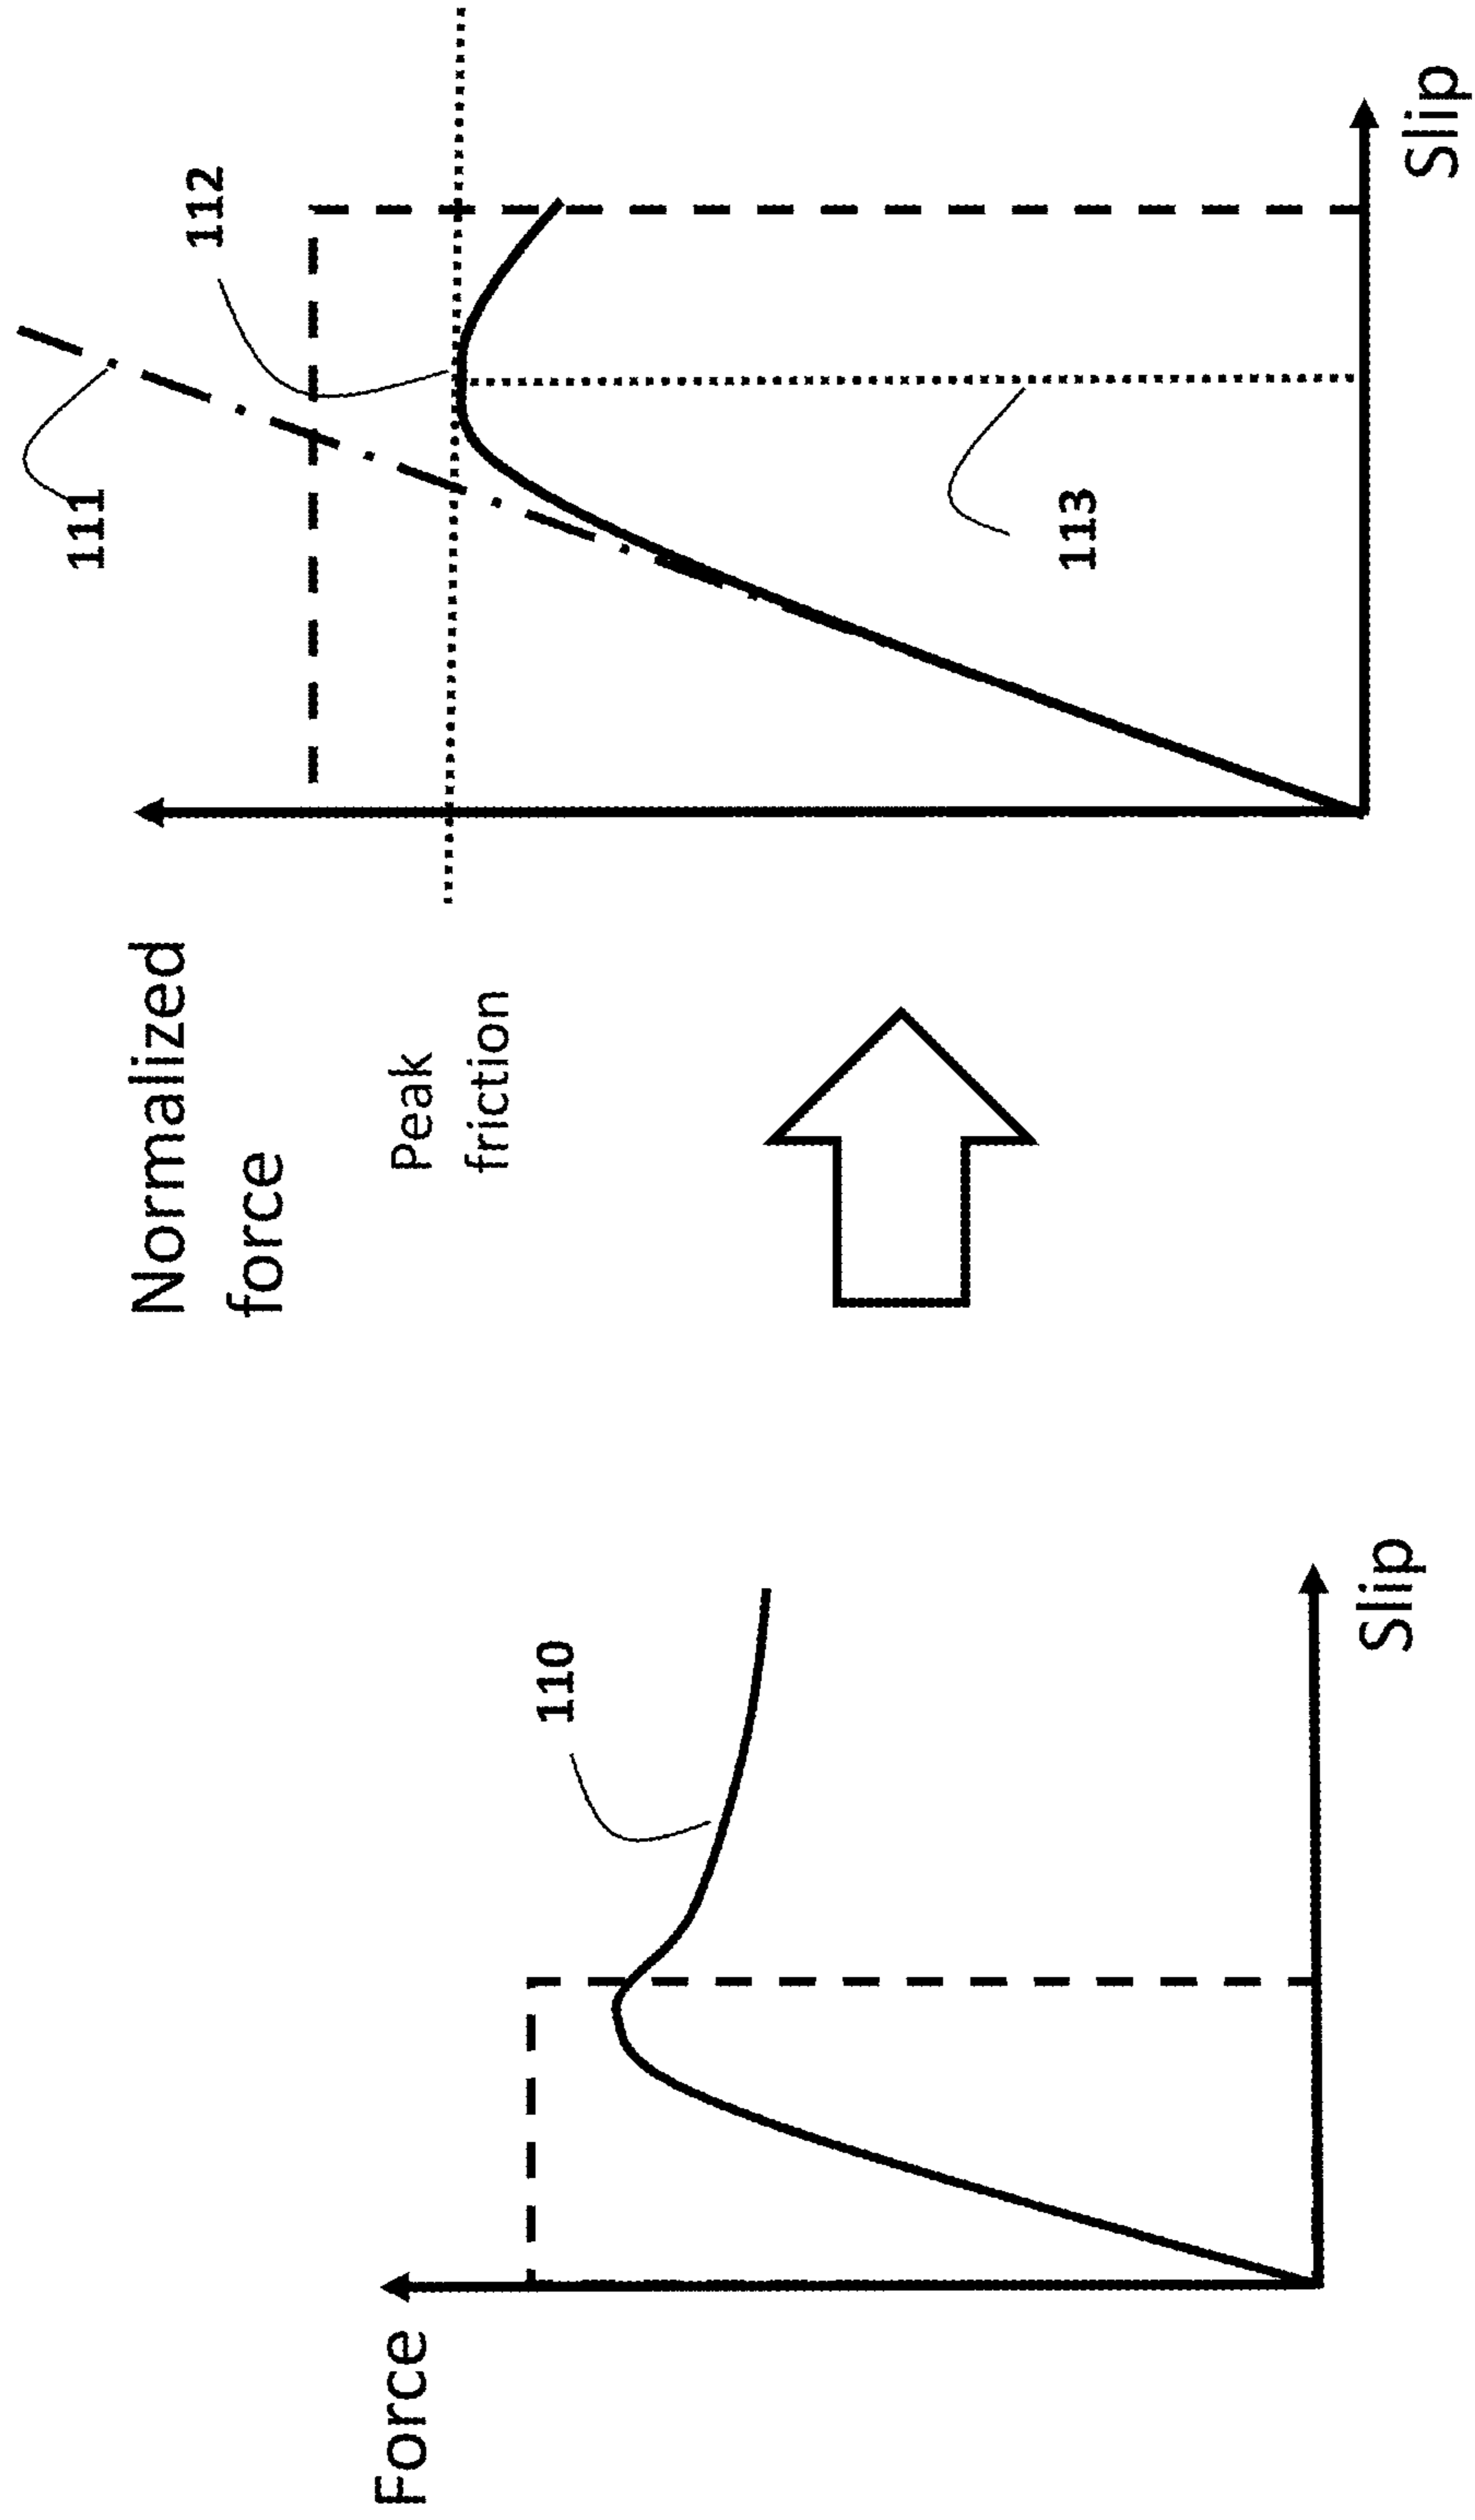 Force
110
Slip
Normalized
force
Peak
friction
111
112
113
Slip